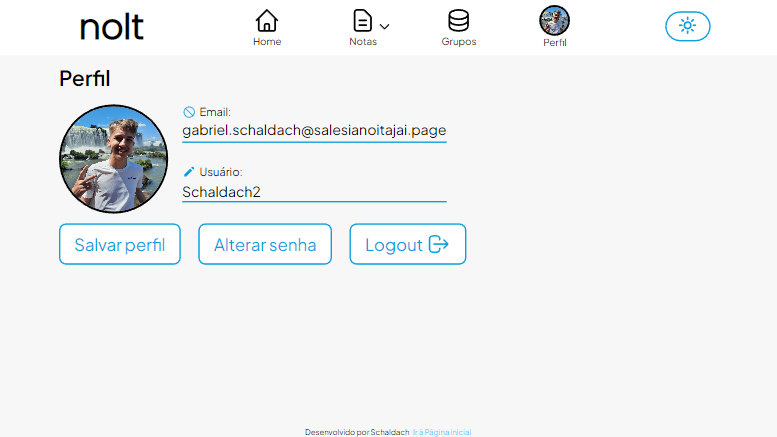 nolt
Home
Notas
Grupos
Perfil
Perfil
Email:
gabriel.schaldach@salesianoitajai.page
Usuário:
Schaldach2
Salvar perfil
Alterar senha
Logout
Desenvolvido por Schaldach Ir à Página inicial